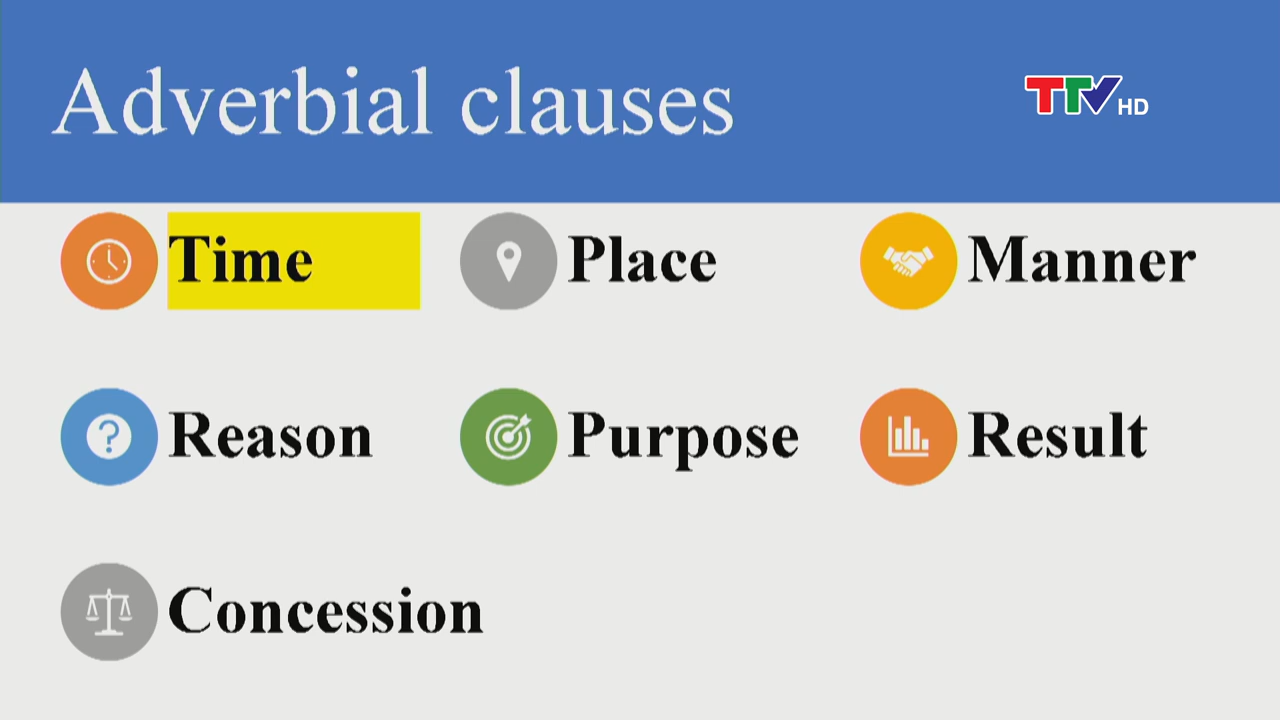 Adverbial clauses
TTV HD
Time
Place
Manner
Reason
Purpose
Result
Concession